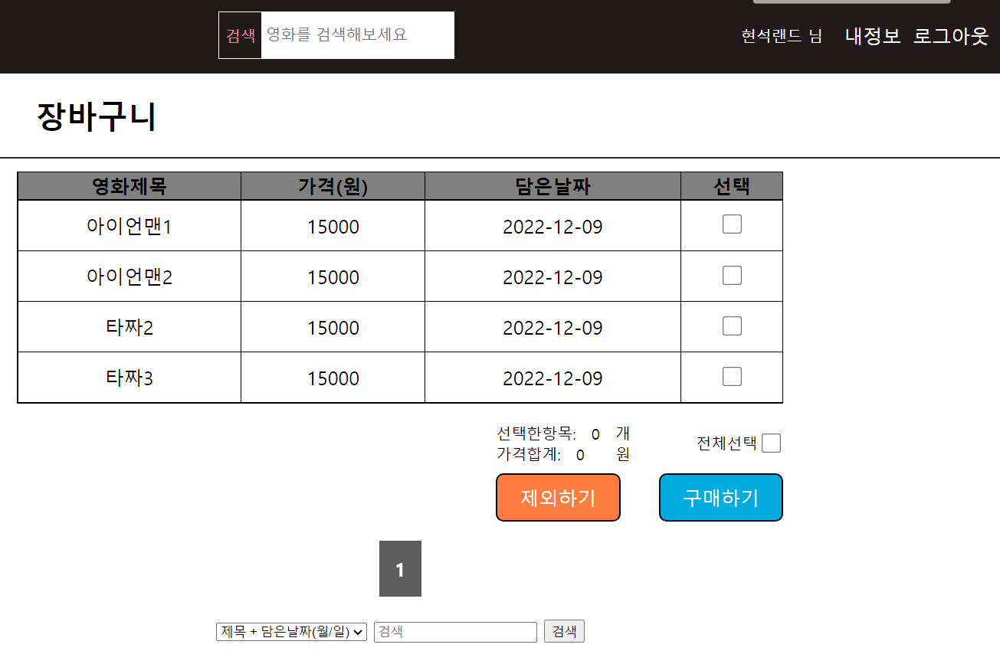 검색 영화를 검색해보세요 현석랜드 님 내정보 로그아웃
장바구니
영화제목 가격(원) 담은날짜 선택
아이언맨1 15000 2022-12-09
아이언맨2 15000 2022-12-09
타짜2 15000 2022-12-09
타짜3 15000 2022-12-09
선택한항목: 0 개
가격합계: 0 원
전체선택
제외하기 구매하기
1
제목 + 담은날짜(월/일) 검색 검색